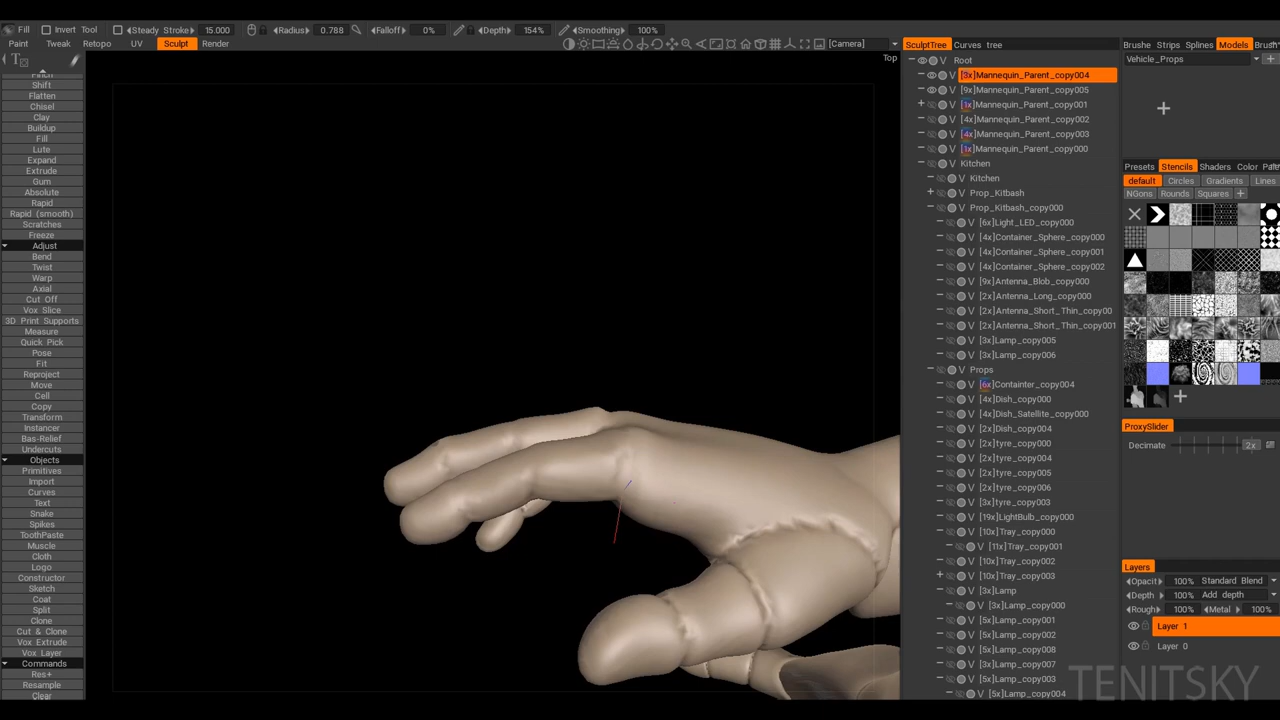 Fill Invert Tool Steady Stroke 15.000 Radius 0.788 Falloff 0% Depth 154% Smoothing 100%
Paint Tweak Retopo UV Sculpt Render [Camera]
Top
Pinch
Shift
Flatten
Chisel
Clay
Buildup
Fill
Lute
Expand
Extrude
Gum
Absolute
Rapid
Rapid (smooth)
Scratches
Freeze
Adjust
Bend
Twist
Warp
Axial
Cut Off
Vox Slice
3D Print Supports
Measure
Quick Pick
Pose
Fit
Reproject
Move
Cell
Copy
Transform
Instancer
Bas-Relief
Undercuts
Objects
Primitives
Import
Curves
Text
Snake
Spikes
ToothPaste
Muscle
Cloth
Logo
Constructor
Sketch
Coat
Split
Clone
Cut & Clone
Vox Extrude
Vox Layer
Commands
Res+
Resample
Clear
SculptTree Curves tree
V Root
V [3x]Mannequin_Parent_copy004
V [9x]Mannequin_Parent_copy005
V [1x]Mannequin_Parent_copy001
V [4x]Mannequin_Parent_copy002
V [4x]Mannequin_Parent_copy003
V [1x]Mannequin_Parent_copy000
V Kitchen
V Kitchen
V Prop_Kitbash
V Prop_Kitbash_copy000
V [6x]Light_LED_copy000
V [4x]Container_Sphere_copy000
V [4x]Container_Sphere_copy001
V [4x]Container_Sphere_copy002
V [9x]Antenna_Blob_copy000
V [2x]Antenna_Long_copy000
V [2x]Antenna_Short_Thin_copy00
V [2x]Antenna_Short_Thin_copy001
V [3x]Lamp_copy005
V [3x]Lamp_copy006
V Props
V [6x]Containter_copy004
V [4x]Dish_copy000
V [4x]Dish_Satellite_copy000
V [2x]Dish_copy004
V [2x]tyre_copy000
V [2x]tyre_copy004
V [2x]tyre_copy005
V [2x]tyre_copy006
V [3x]tyre_copy003
V [19x]LightBulb_copy000
V [10x]Tray_copy000
V [11x]Tray_copy001
V [10x]Tray_copy002
V [10x]Tray_copy003
V [3x]Lamp
V [3x]Lamp_copy000
V [5x]Lamp_copy001
V [5x]Lamp_copy002
V [5x]Lamp_copy008
V [3x]Lamp_copy007
V [5x]Lamp_copy003
V [5x]Lamp_copy004
Brushe Strips Splines Models Brush
Vehicle_Props
Presets Stencils Shaders Color
default Circles Gradients Lines
NGons Rounds Squares
ProxySlider
Decimate 2x
Layers
Opacit 100% Standard Blend
Depth 100% Add depth
Rough 100% Metal 100%
Layer 1
Layer 0
TENITSKY